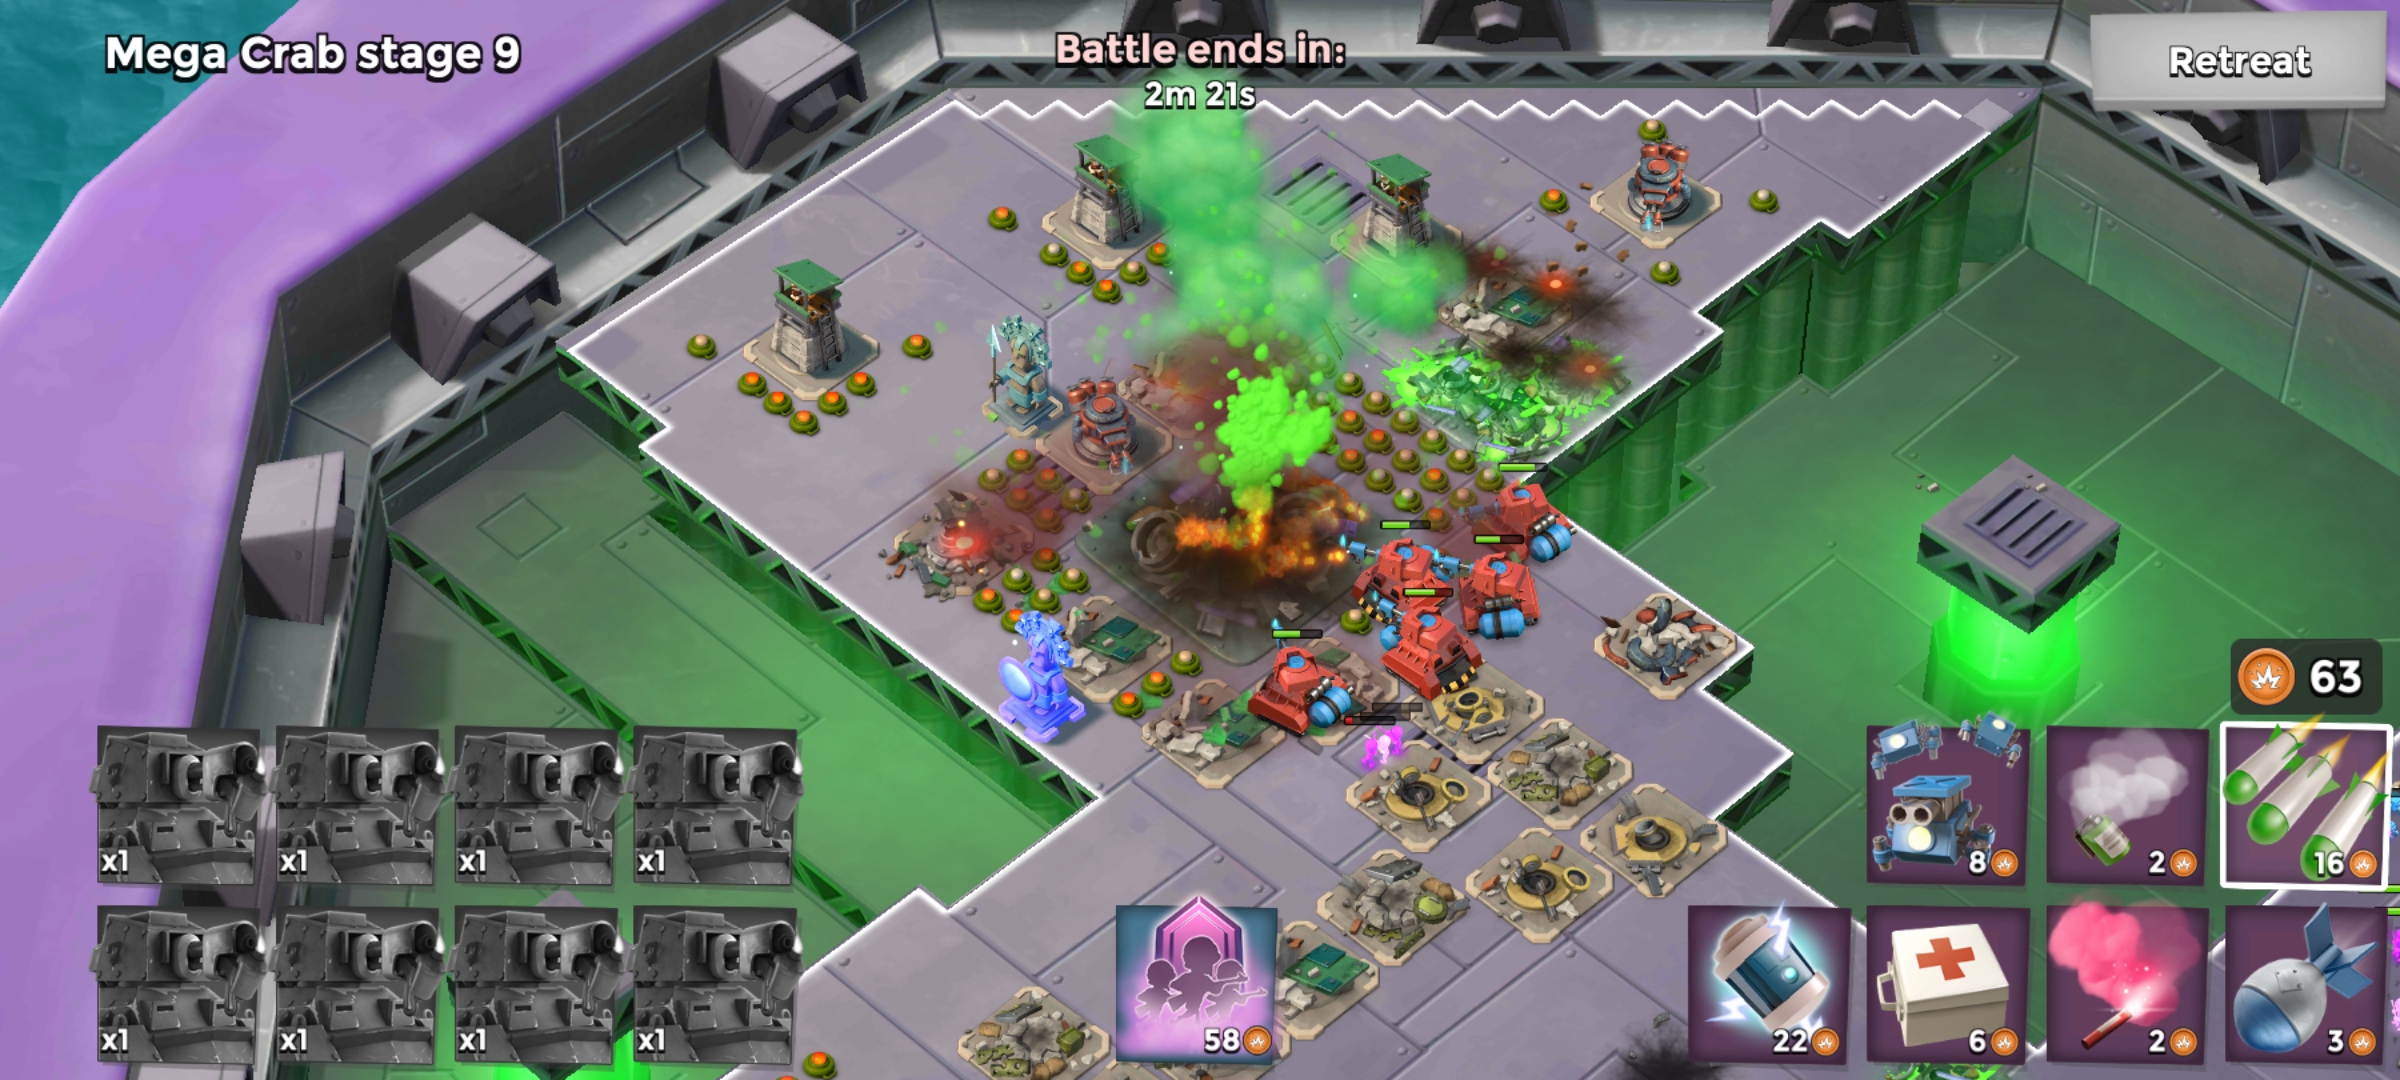 Mega Crab stage 9
Battle ends in:
2m 21s
Retreat
63
8
2
16
x1
x1
x1
x1
22
6
2
3
x1
x1
x1
x1
58